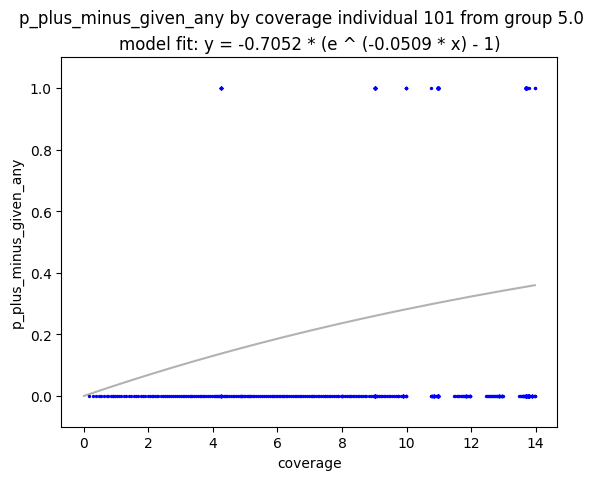 p_plus_minus_given_any by coverage individual 101 from group 5.0
model fit: y = -0.7052 * (e ^ (-0.0509 * x) - 1)
1.0
0.8
0.6
0.4
0.2
0.0
p_plus_minus_given_any
0 2 4 6 8 10 12 14
coverage